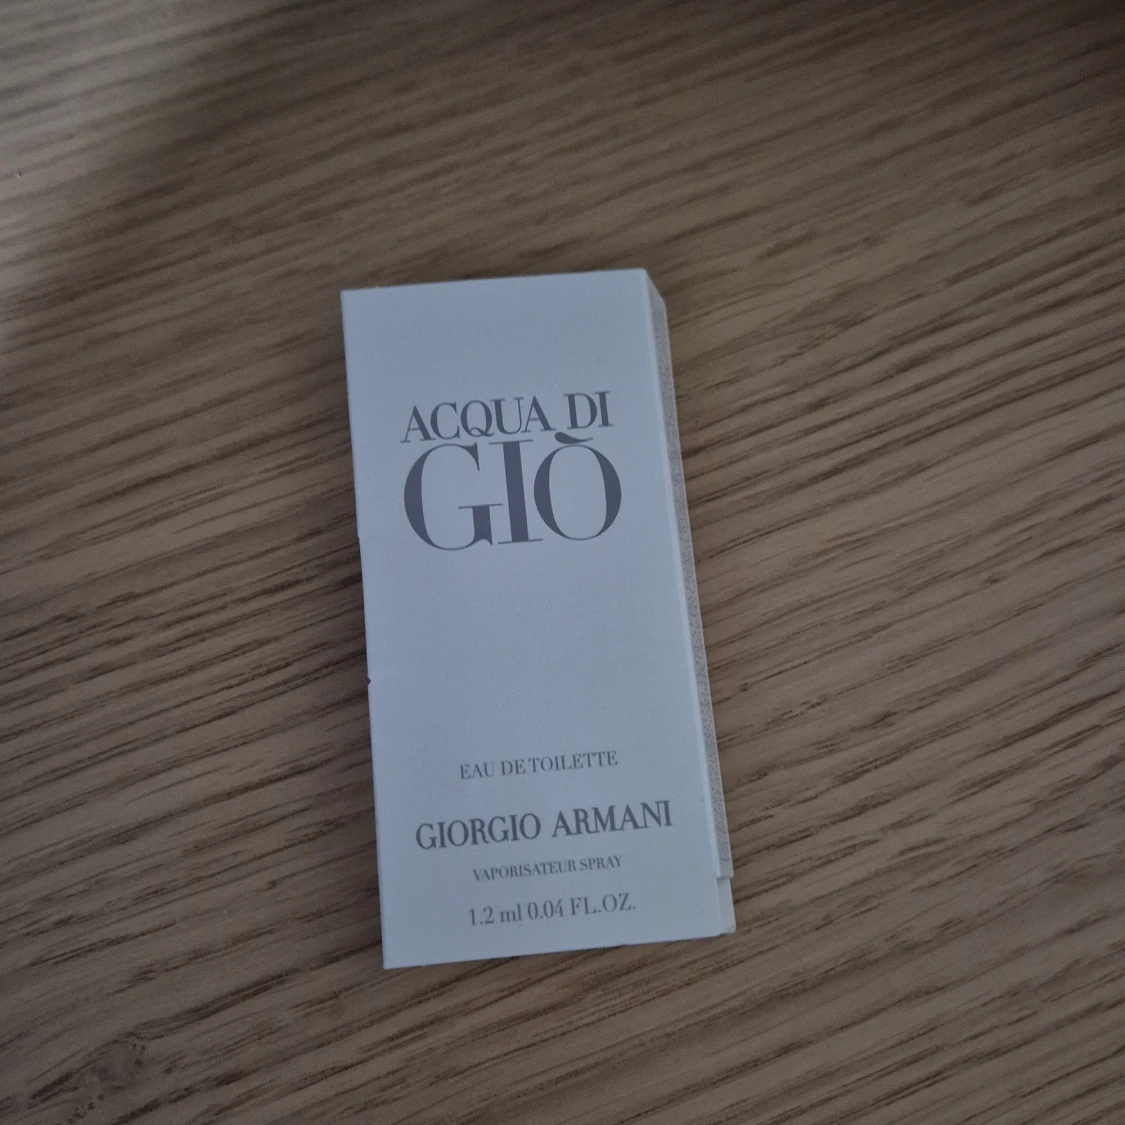 ACQUA DI
GIÒ
EAU DE TOILETTE
GIORGIO ARMANI
VAPORISATEUR SPRAY
1.2 ml 0.04 FL.OZ.